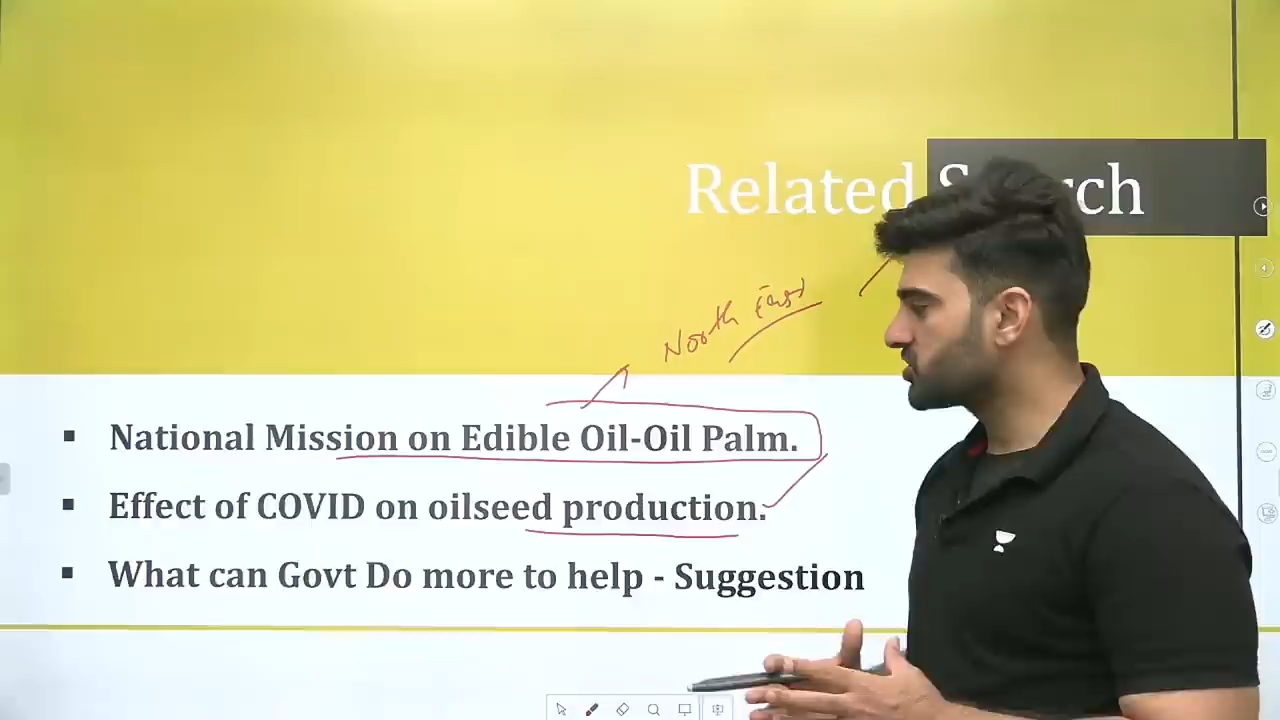 Related Search
North East
▪ National Mission on Edible Oil-Oil Palm.
▪ Effect of COVID on oilseed production.
▪ What can Govt Do more to help - Suggestion